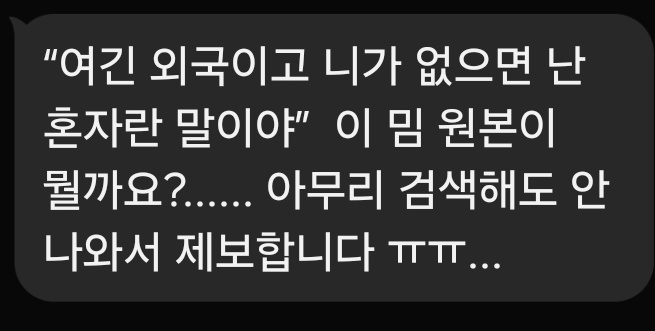 “여긴 외국이고 니가 없으면 난
혼자란 말이야” 이 밈 원본이
뭘까요?...... 아무리 검색해도 안
나와서 제보합니다 ㅠㅠ...